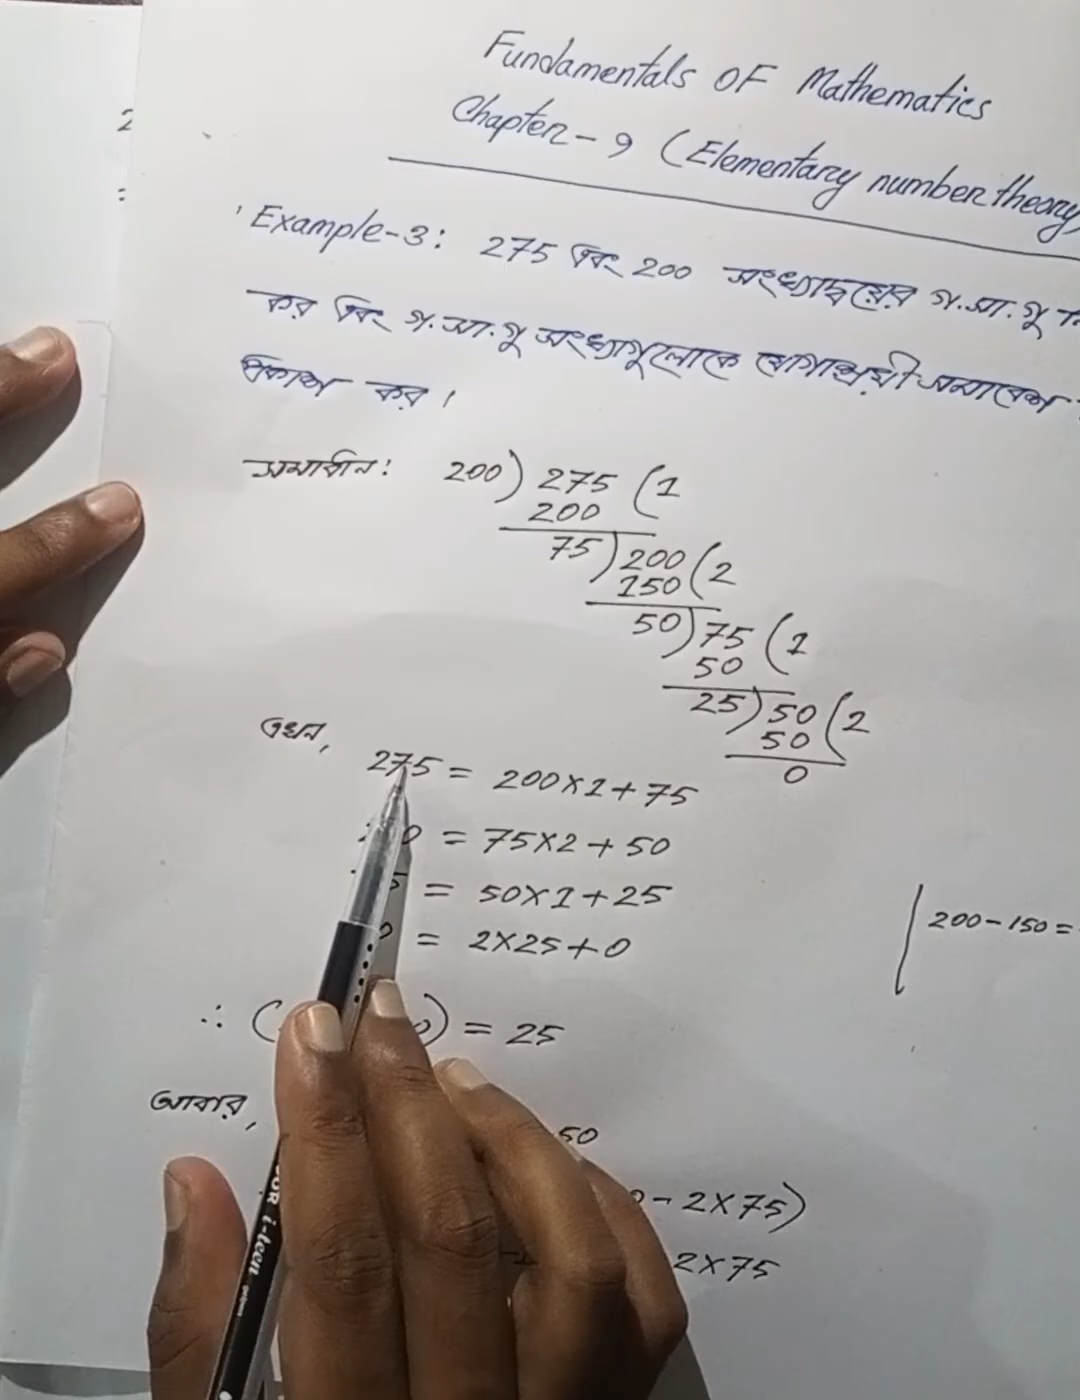 Fundamentals OF Mathematics
Chapter - 9 (Elementary number theory)
Example-3: 275 এবং 200 সংখ্যাদ্বয়ের গ.সা.গু
কর এবং গ.সা.গু সংখ্যাগুলোকে যোগাশ্রয়ী সমাবেশ
প্রকাশ কর।
সমাধান: 200) 275 (1
200
75) 200 (2
150
50) 75 (1
50
25) 50 (2
50
0
এখন,
275 = 200×1+75
= 75×2+50
= 50×1+25
= 2×25+0
200-150=
∴ ( ) = 25
আবার,
50
- 2×75)
2×75
i-teen